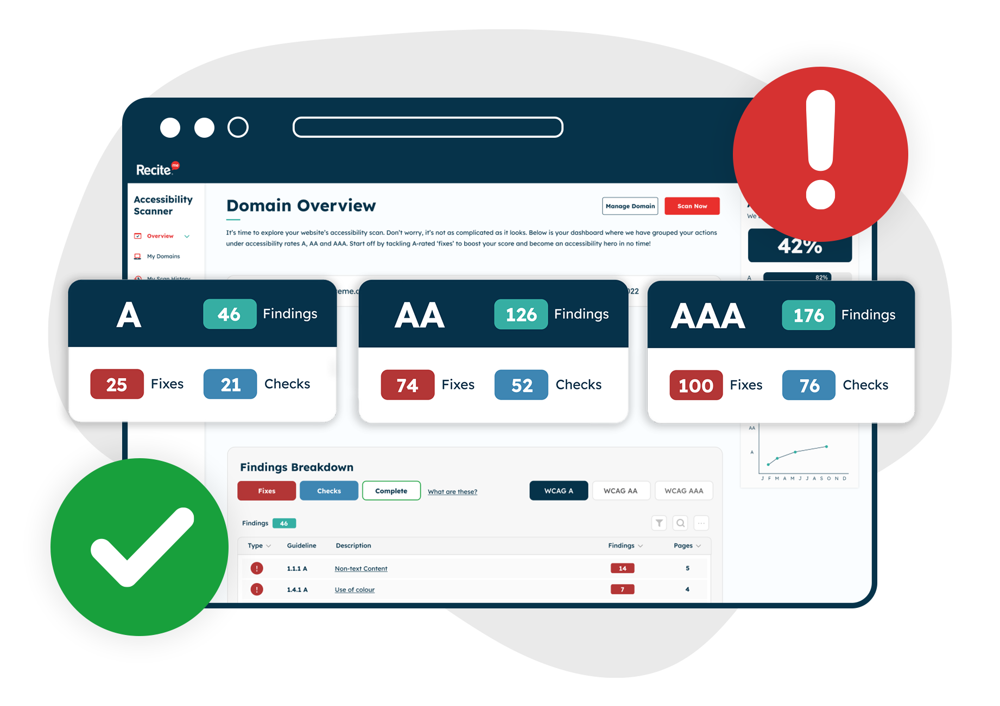 Recite me
Accessibility
Scanner
Overview
My Domains
My Scan History
Domain Overview
Manage Domain
Scan Now
It's time to explore your website's accessibility scan. Don't worry, it's not as complicated as it looks. Below is your dashboard where we have grouped your actions
under accessibility rates A, AA and AAA. Start off by tackling A-rated 'fixes' to boost your score and become an accessibility hero in no time!
We
42%
A 82%
A 46 Findings
25 Fixes 21 Checks
AA 126 Findings
74 Fixes 52 Checks
AAA 176 Findings
100 Fixes 76 Checks
AA
A
J F M A M J J A S O N D
Findings Breakdown
Fixes Checks Complete What are these? WCAG A WCAG AA WCAG AAA
Findings 46
Type Guideline Description Findings Pages
1.1.1 A Non-text Content 14 5
1.4.1 A Use of colour 7 4